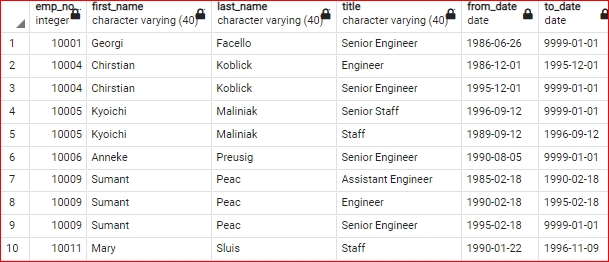 emp_no first_name last_name title from_date to_date
integer character varying (40) character varying (40) character varying (40) date date
1 10001 Georgi Facello Senior Engineer 1986-06-26 9999-01-01
2 10004 Chirstian Koblick Engineer 1986-12-01 1995-12-01
3 10004 Chirstian Koblick Senior Engineer 1995-12-01 9999-01-01
4 10005 Kyoichi Maliniak Senior Staff 1996-09-12 9999-01-01
5 10005 Kyoichi Maliniak Staff 1989-09-12 1996-09-12
6 10006 Anneke Preusig Senior Engineer 1990-08-05 9999-01-01
7 10009 Sumant Peac Assistant Engineer 1985-02-18 1990-02-18
8 10009 Sumant Peac Engineer 1990-02-18 1995-02-18
9 10009 Sumant Peac Senior Engineer 1995-02-18 9999-01-01
10 10011 Mary Sluis Staff 1990-01-22 1996-11-09